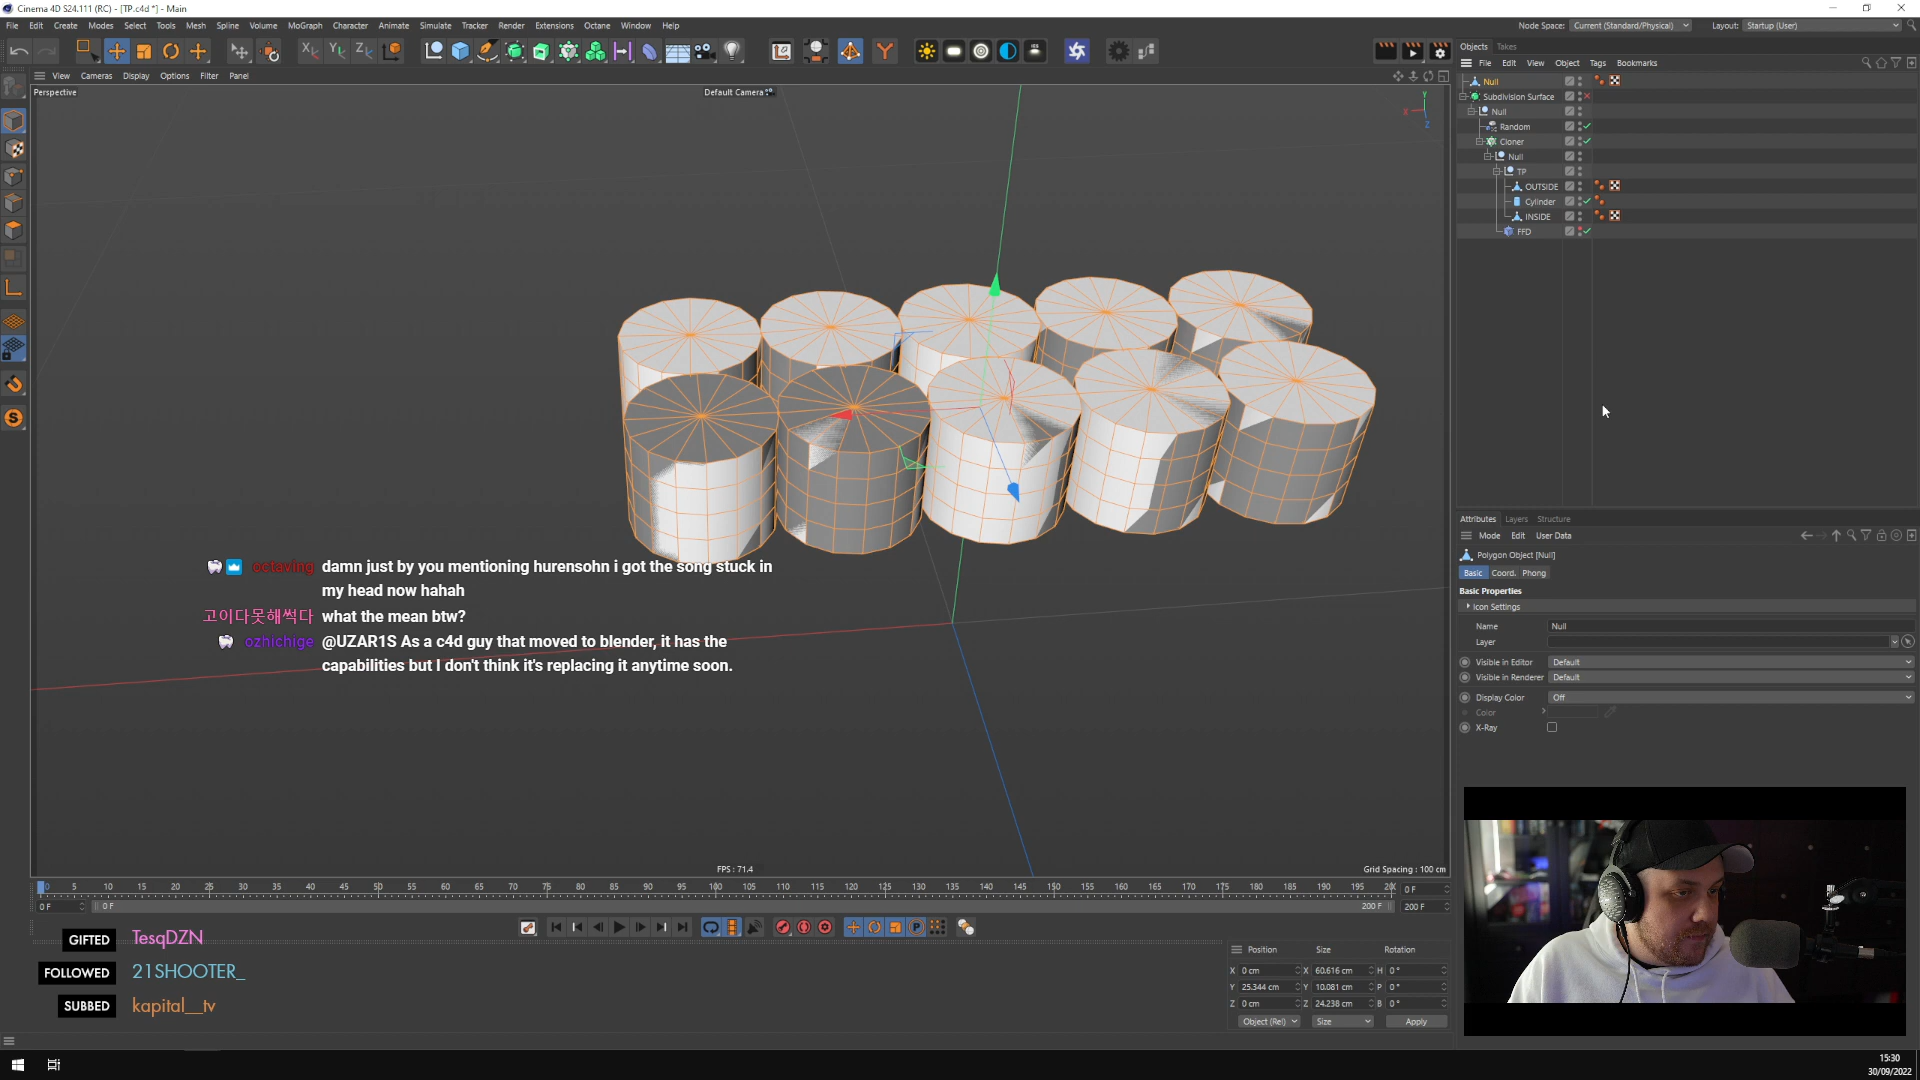 Cinema 4D S24.111 (RC) - [TP.c4d *] - Main
File Edit Create Modes Select Tools Mesh Spline Volume MoGraph Character Animate Simulate Tracker Render Extensions Octane Window Help
Node Space: Current (Standard/Physical) Layout: Startup (User)
Objects Takes
File Edit View Object Tags Bookmarks
View Cameras Display Options Filter Panel
Perspective
Default Camera
Null
Subdivision Surface
Null
Random
Cloner
Null
TP
OUTSIDE
Cylinder
INSIDE
FFD
Attributes Layers Structure
Mode Edit User Data
Polygon Object [Null]
Basic Coord. Phong
Basic Properties
Icon Settings
Name Null
Layer
Visible in Editor Default
Visible in Renderer Default
Display Color Off
Color
X-Ray
octaving damn just by you mentioning hurensohn i got the song stuck in
my head now hahah
고이다못해썩다 what the mean btw?
ozhichige @UZAR1S As a c4d guy that moved to blender, it has the
capabilities but I don't think it's replacing it anytime soon.
FPS : 71.4
Grid Spacing : 100 cm
0 5 10 15 20 25 30 35 40 45 50 55 60 65 70 75 80 85 90 95 100 105 110 115 120 125 130 135 140 145 150 155 160 165 170 175 180 185 190 195 200 0 F
0 F 0 F 200 F 200 F
GIFTED TesqDZN
FOLLOWED 21SHOOTER_
SUBBED kapital__tv
Position Size Rotation
X 0 cm X 60.616 cm H 0°
Y 25.344 cm Y 10.081 cm P 0°
Z 0 cm Z 24.238 cm B 0°
Object (Rel) Size Apply
15:30
30/09/2022